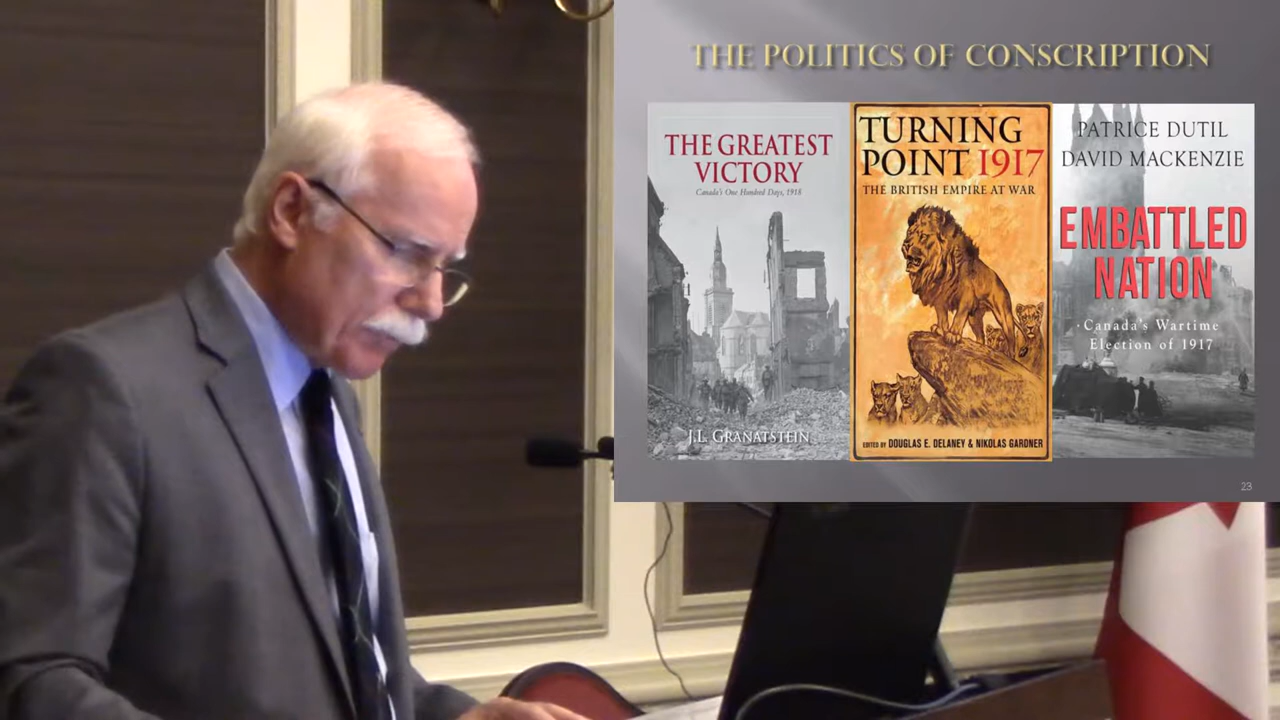 THE POLITICS OF CONSCRIPTION
THE GREATEST
VICTORY
Canada's One Hundred Days, 1918
J.L. GRANATSTEIN
TURNING
POINT 1917
THE BRITISH EMPIRE AT WAR
EDITED BY DOUGLAS E. DELANEY & NIKOLAS GARDNER
PATRICE DUTIL
DAVID MACKENZIE
EMBATTLED
NATION
Canada's Wartime
Election of 1917
23